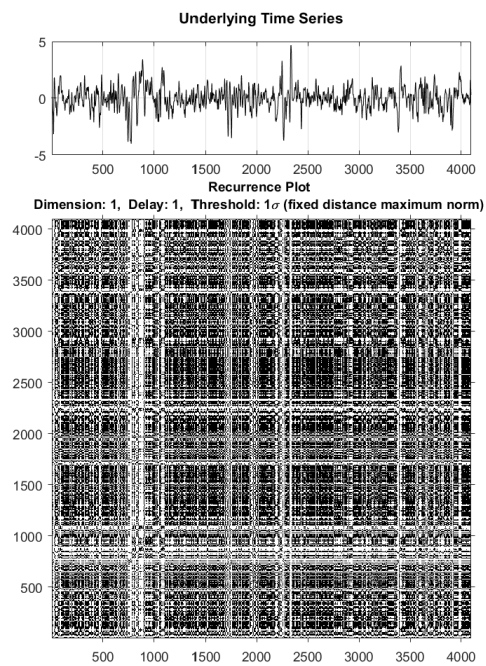 Underlying Time Series
5
0
-5
500 1000 1500 2000 2500 3000 3500 4000
Recurrence Plot
Dimension: 1, Delay: 1, Threshold: 1σ (fixed distance maximum norm)
4000
3500
3000
2500
2000
1500
1000
500
500 1000 1500 2000 2500 3000 3500 4000